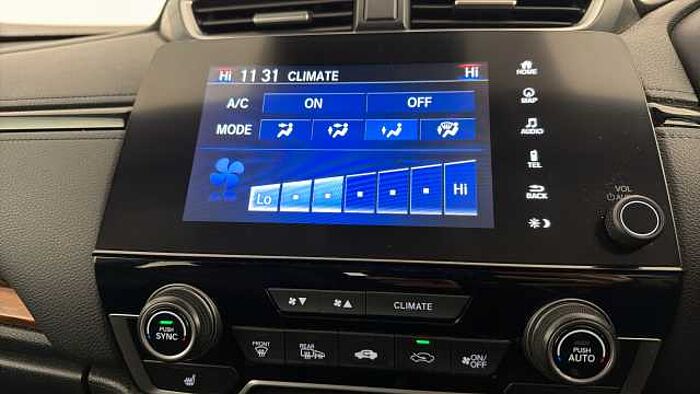 Hi 11 31 CLIMATE Hi
A/C ON OFF
MODE
Lo Hi
HOME
MAP
AUDIO
TEL
BACK
VOL
CLIMATE
PUSH
SYNC
FRONT
REAR
ON/
OFF
PUSH
AUTO